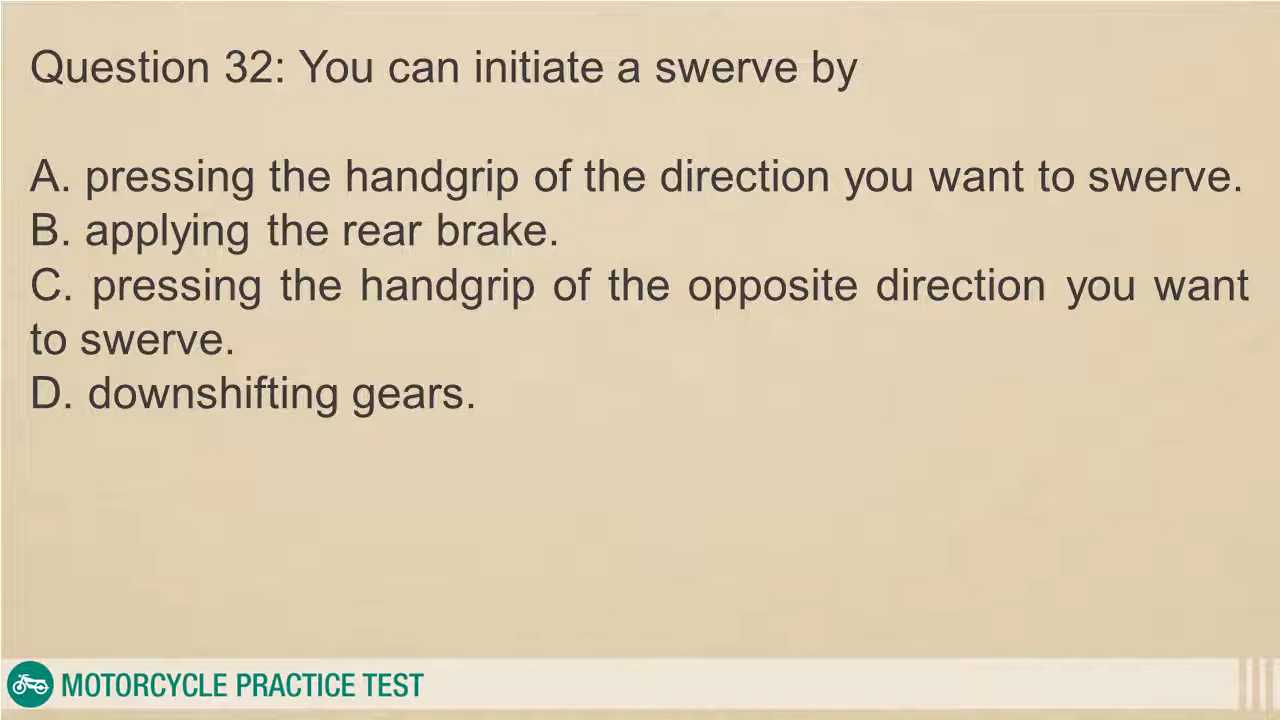 Question 32: You can initiate a swerve by
A. pressing the handgrip of the direction you want to swerve.
B. applying the rear brake.
C. pressing the handgrip of the opposite direction you want
to swerve.
D. downshifting gears.
MOTORCYCLE PRACTICE TEST